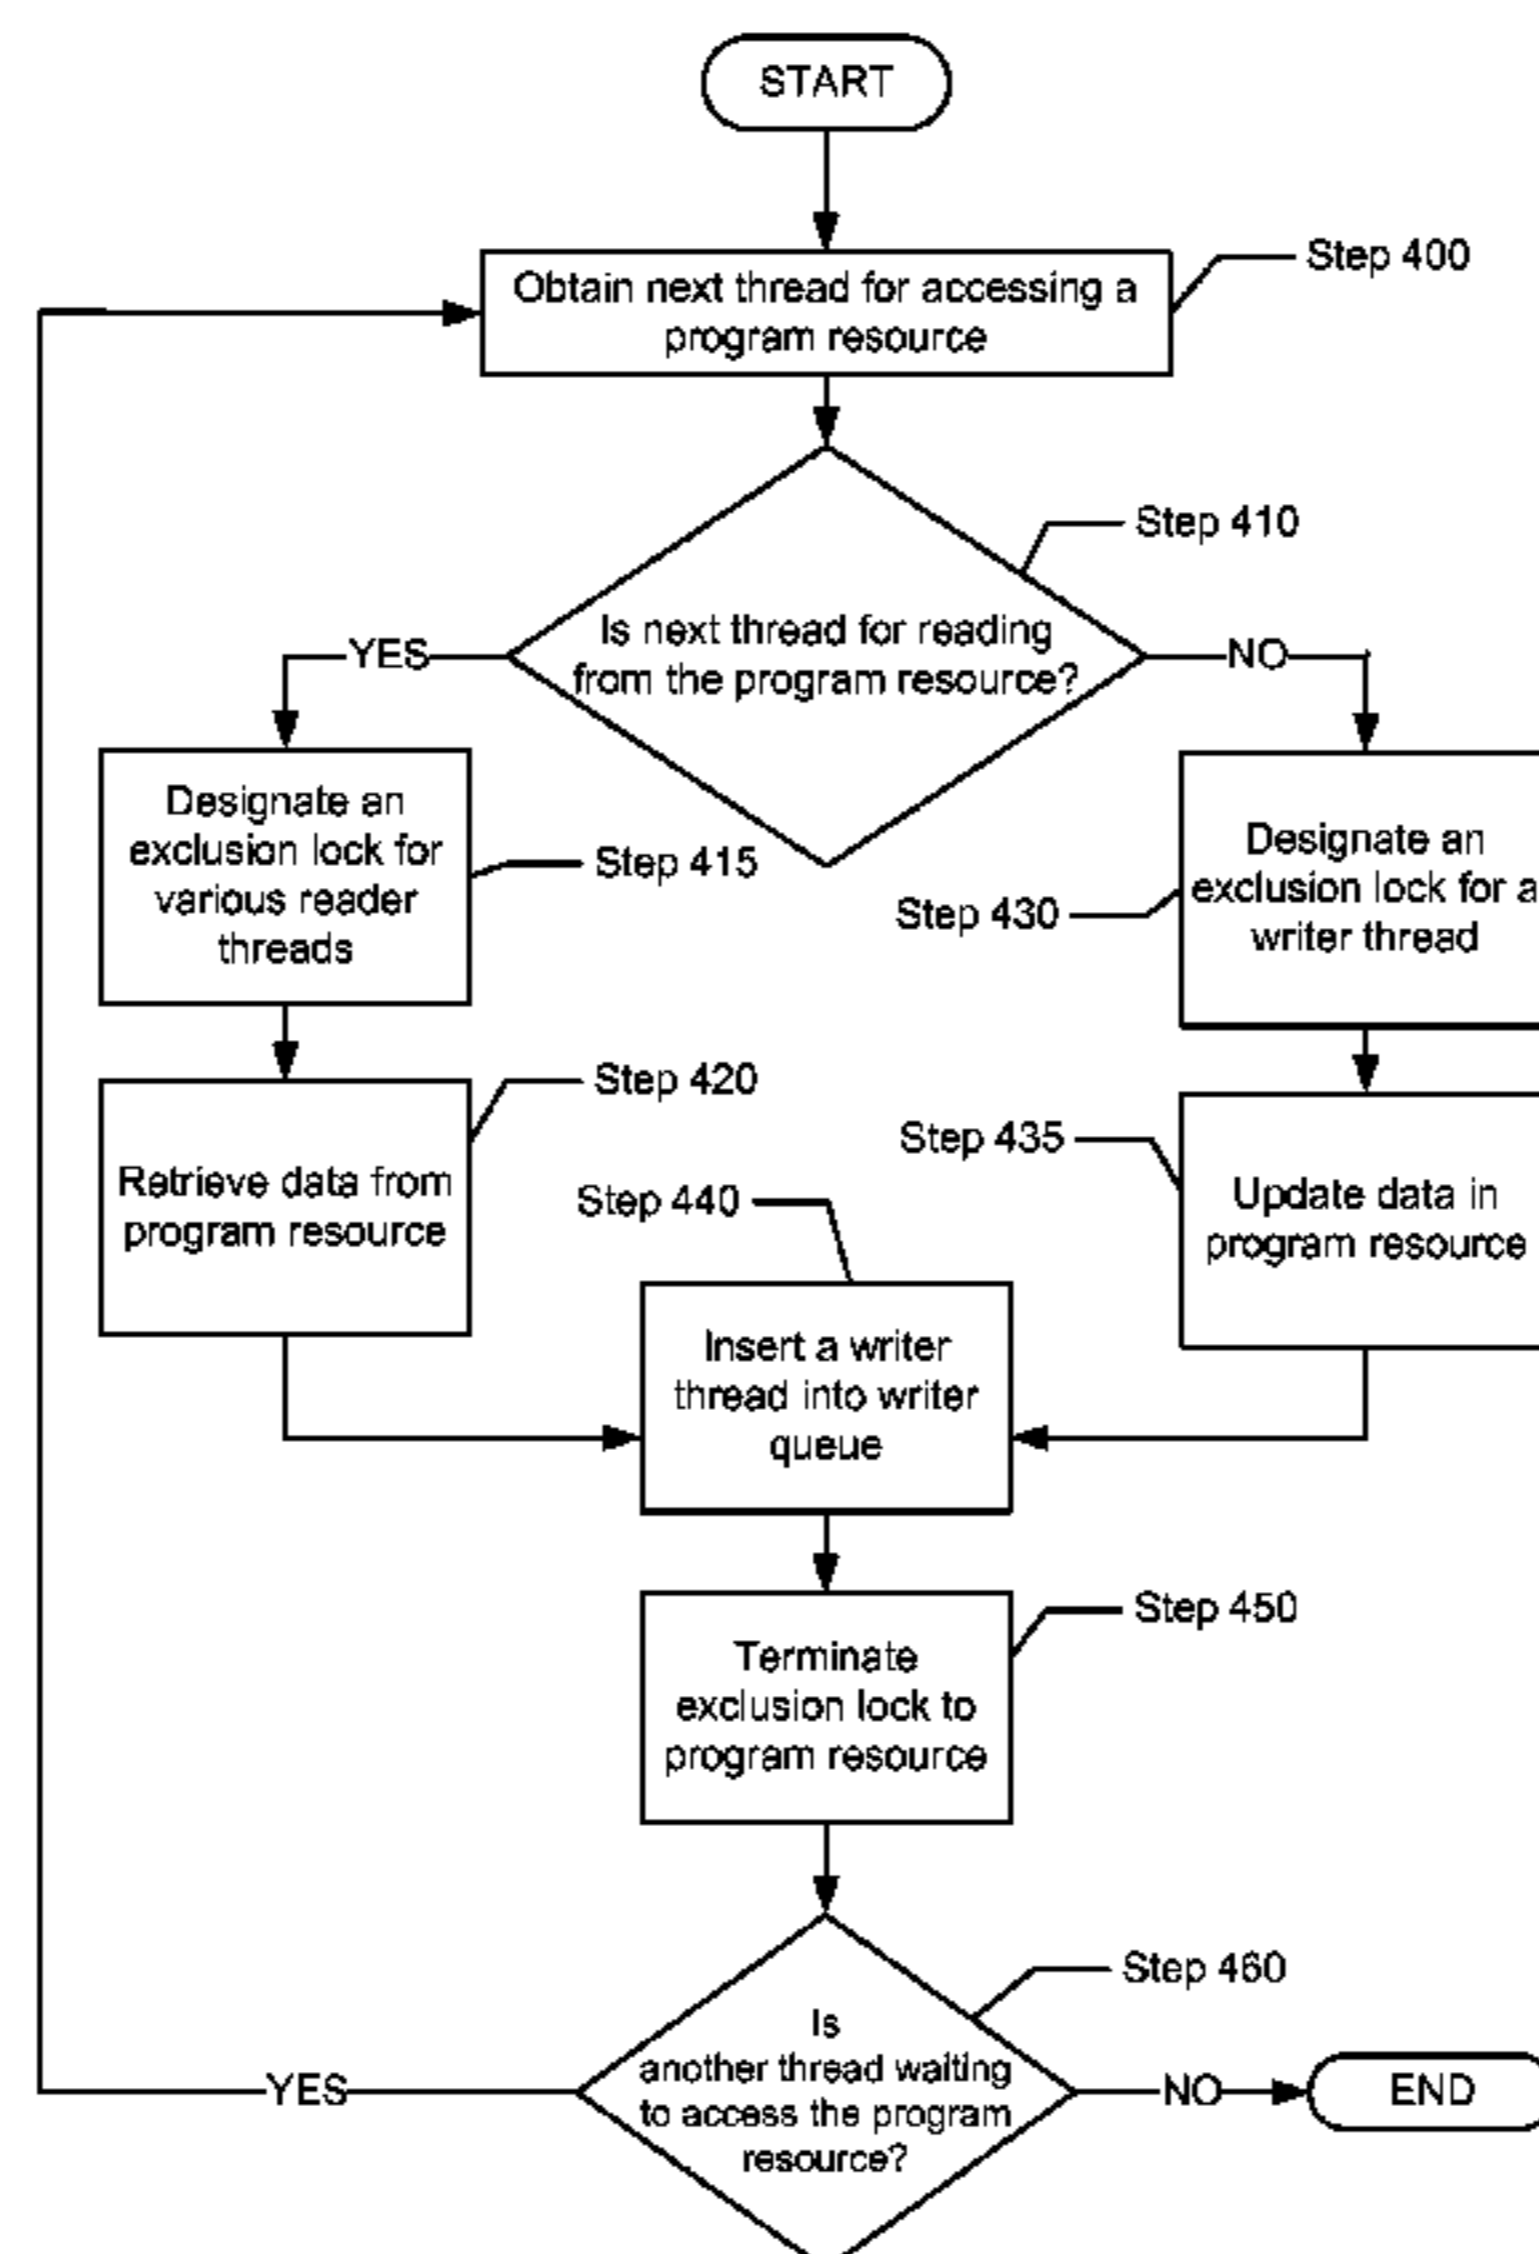 START
Obtain next thread for accessing a
program resource
Step 400
Step 410
Is next thread for reading
from the program resource?
YES
NO
Designate an
exclusion lock for
various reader
threads
Step 415
Step 430
Designate an
exclusion lock for a
writer thread
Step 420
Retrieve data from
program resource
Step 435
Update data in
program resource
Step 440
Insert a writer
thread into writer
queue
Step 450
Terminate
exclusion lock to
program resource
Step 460
Is
another thread waiting
to access the program
resource?
YES
NO
END